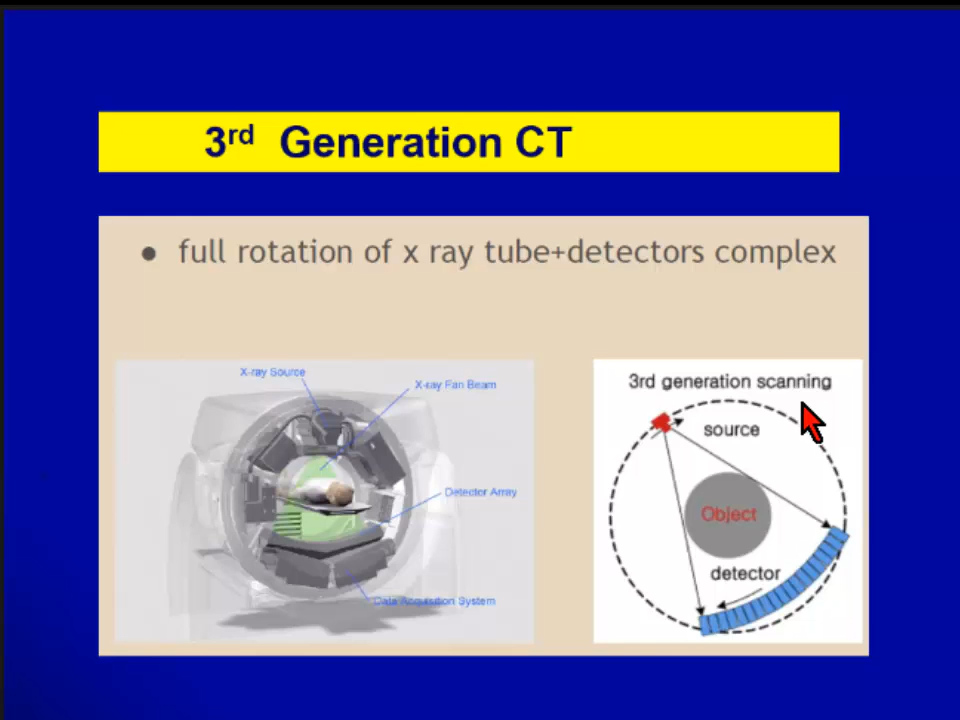 3rd Generation CT
● full rotation of x ray tube+detectors complex
X-ray Source
X-ray Fan Beam
Detector Array
Data Acquisition System
3rd generation scanning
source
Object
detector